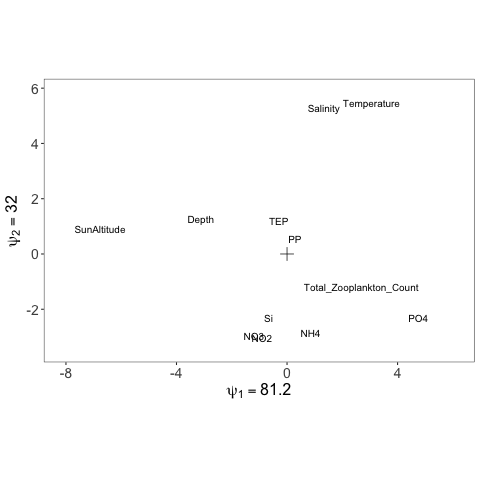 6
Salinity Temperature
4
2
Depth TEP
SunAltitude
PP
0
Total_Zooplankton_Count
-2
Si PO4
NO3 NO2 NH4
-8 -4 0 4
ψ1 = 81.2
ψ2 = 32